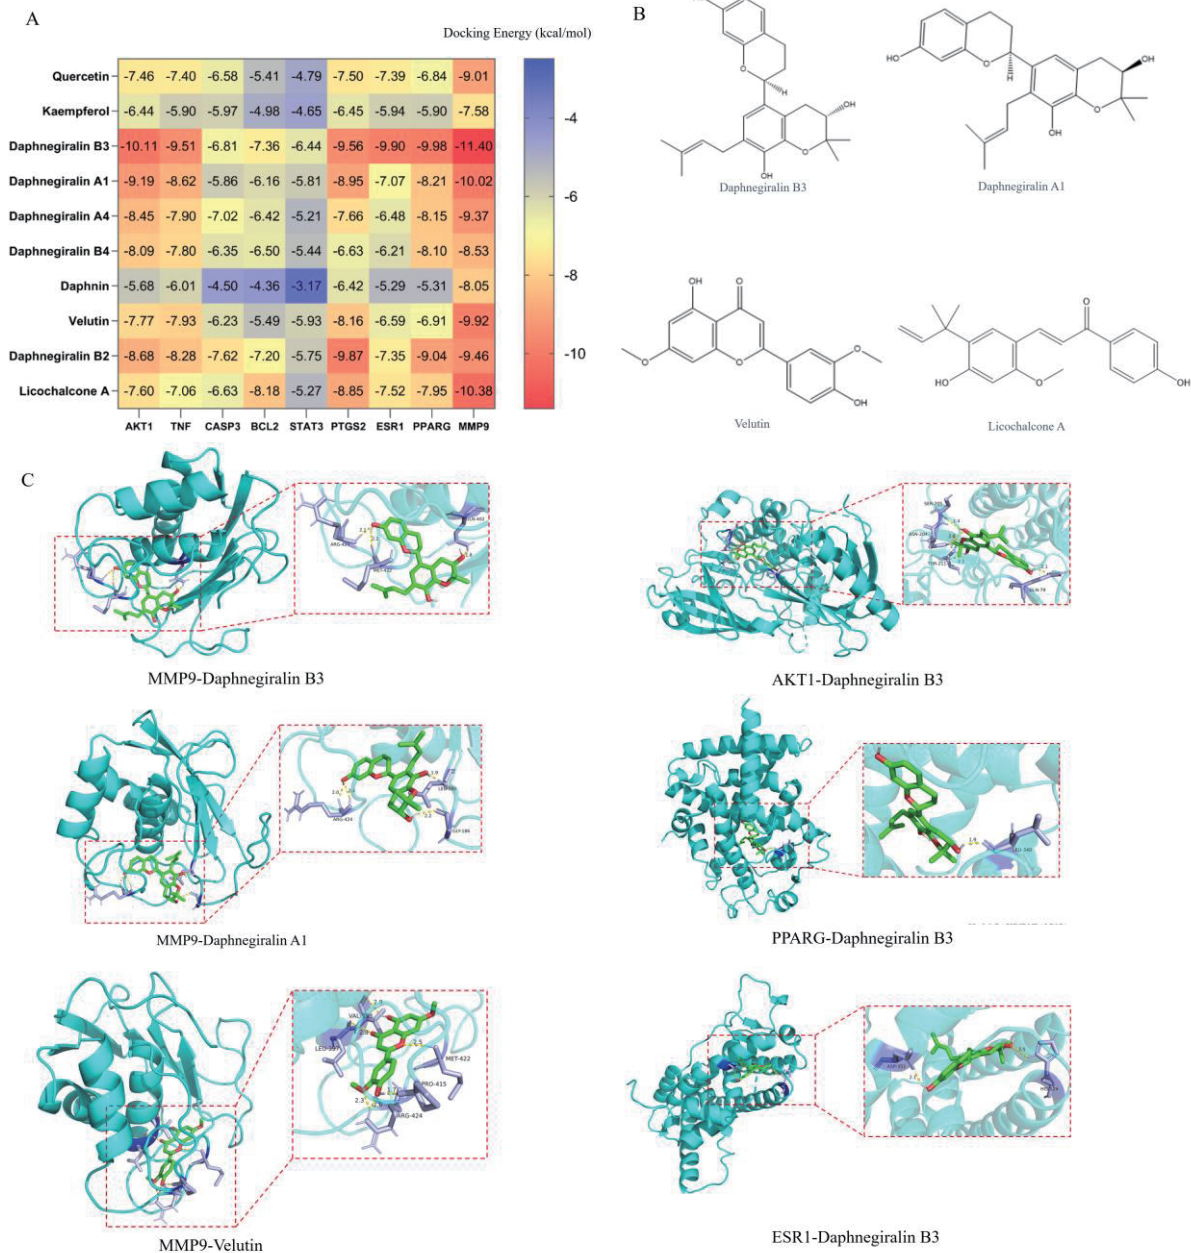 A
Docking Energy (kcal/mol)
Quercetin -7.46 -7.40 -6.58 -5.41 -4.79 -7.50 -7.39 -6.84 -9.01
Kaempferol -6.44 -5.90 -5.97 -4.98 -4.65 -6.45 -5.94 -5.90 -7.58
Daphnegiralin B3 -10.11 -9.51 -6.81 -7.36 -6.44 -9.56 -9.90 -9.98 -11.40
Daphnegiralin A1 -9.19 -8.62 -5.86 -6.16 -5.81 -8.95 -7.07 -8.21 -10.02
Daphnegiralin A4 -8.45 -7.90 -7.02 -6.42 -5.21 -7.66 -6.48 -8.15 -9.37
Daphnegiralin B4 -8.09 -7.80 -6.35 -6.50 -5.44 -6.63 -6.21 -8.10 -8.53
Daphnin -5.68 -6.01 -4.50 -4.36 -3.17 -6.42 -5.29 -5.31 -8.05
Velutin -7.77 -7.93 -6.23 -5.49 -5.93 -8.16 -6.59 -6.91 -9.92
Daphnegiralin B2 -8.68 -8.28 -7.62 -7.20 -5.75 -9.87 -7.35 -9.04 -9.46
Licochalcone A -7.60 -7.06 -6.63 -8.18 -5.27 -8.85 -7.52 -7.95 -10.38
AKT1 TNF CASP3 BCL2 STAT3 PTGS2 ESR1 PPARG MMP9
-4
-6
-8
-10
B
O
H
OH
O
OH
Daphnegiralin B3
HO
O
H
OH
O
OH
Daphnegiralin A1
OH
O
O
O
O
OH
Velutin
O
HO
O
OH
Licochalcone A
C
MMP9-Daphnegiralin B3
AKT1-Daphnegiralin B3
ARG-424
GLY-186
2.2
MMP9-Daphnegiralin A1
1.9
PPARG-Daphnegiralin B3
2.5
MET-422
PRO-415
ARG-424
2.3
MMP9-Velutin
ESR1-Daphnegiralin B3